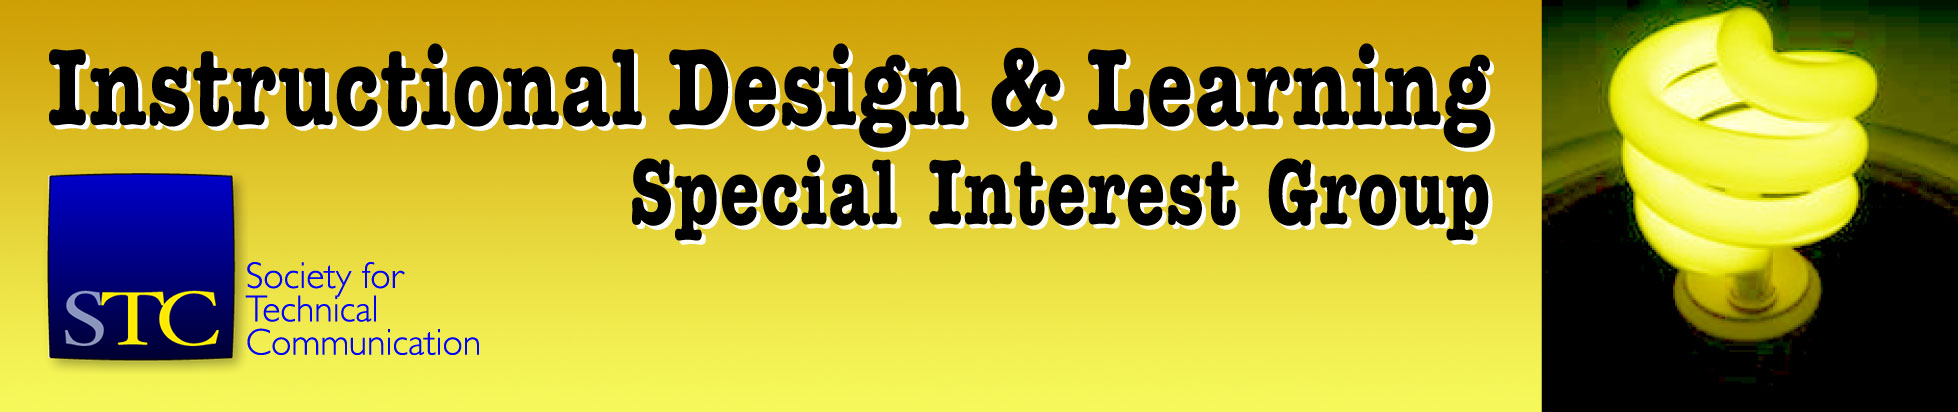 Instructional Design & Learning
Special Interest Group
STC
Society for
Technical
Communication